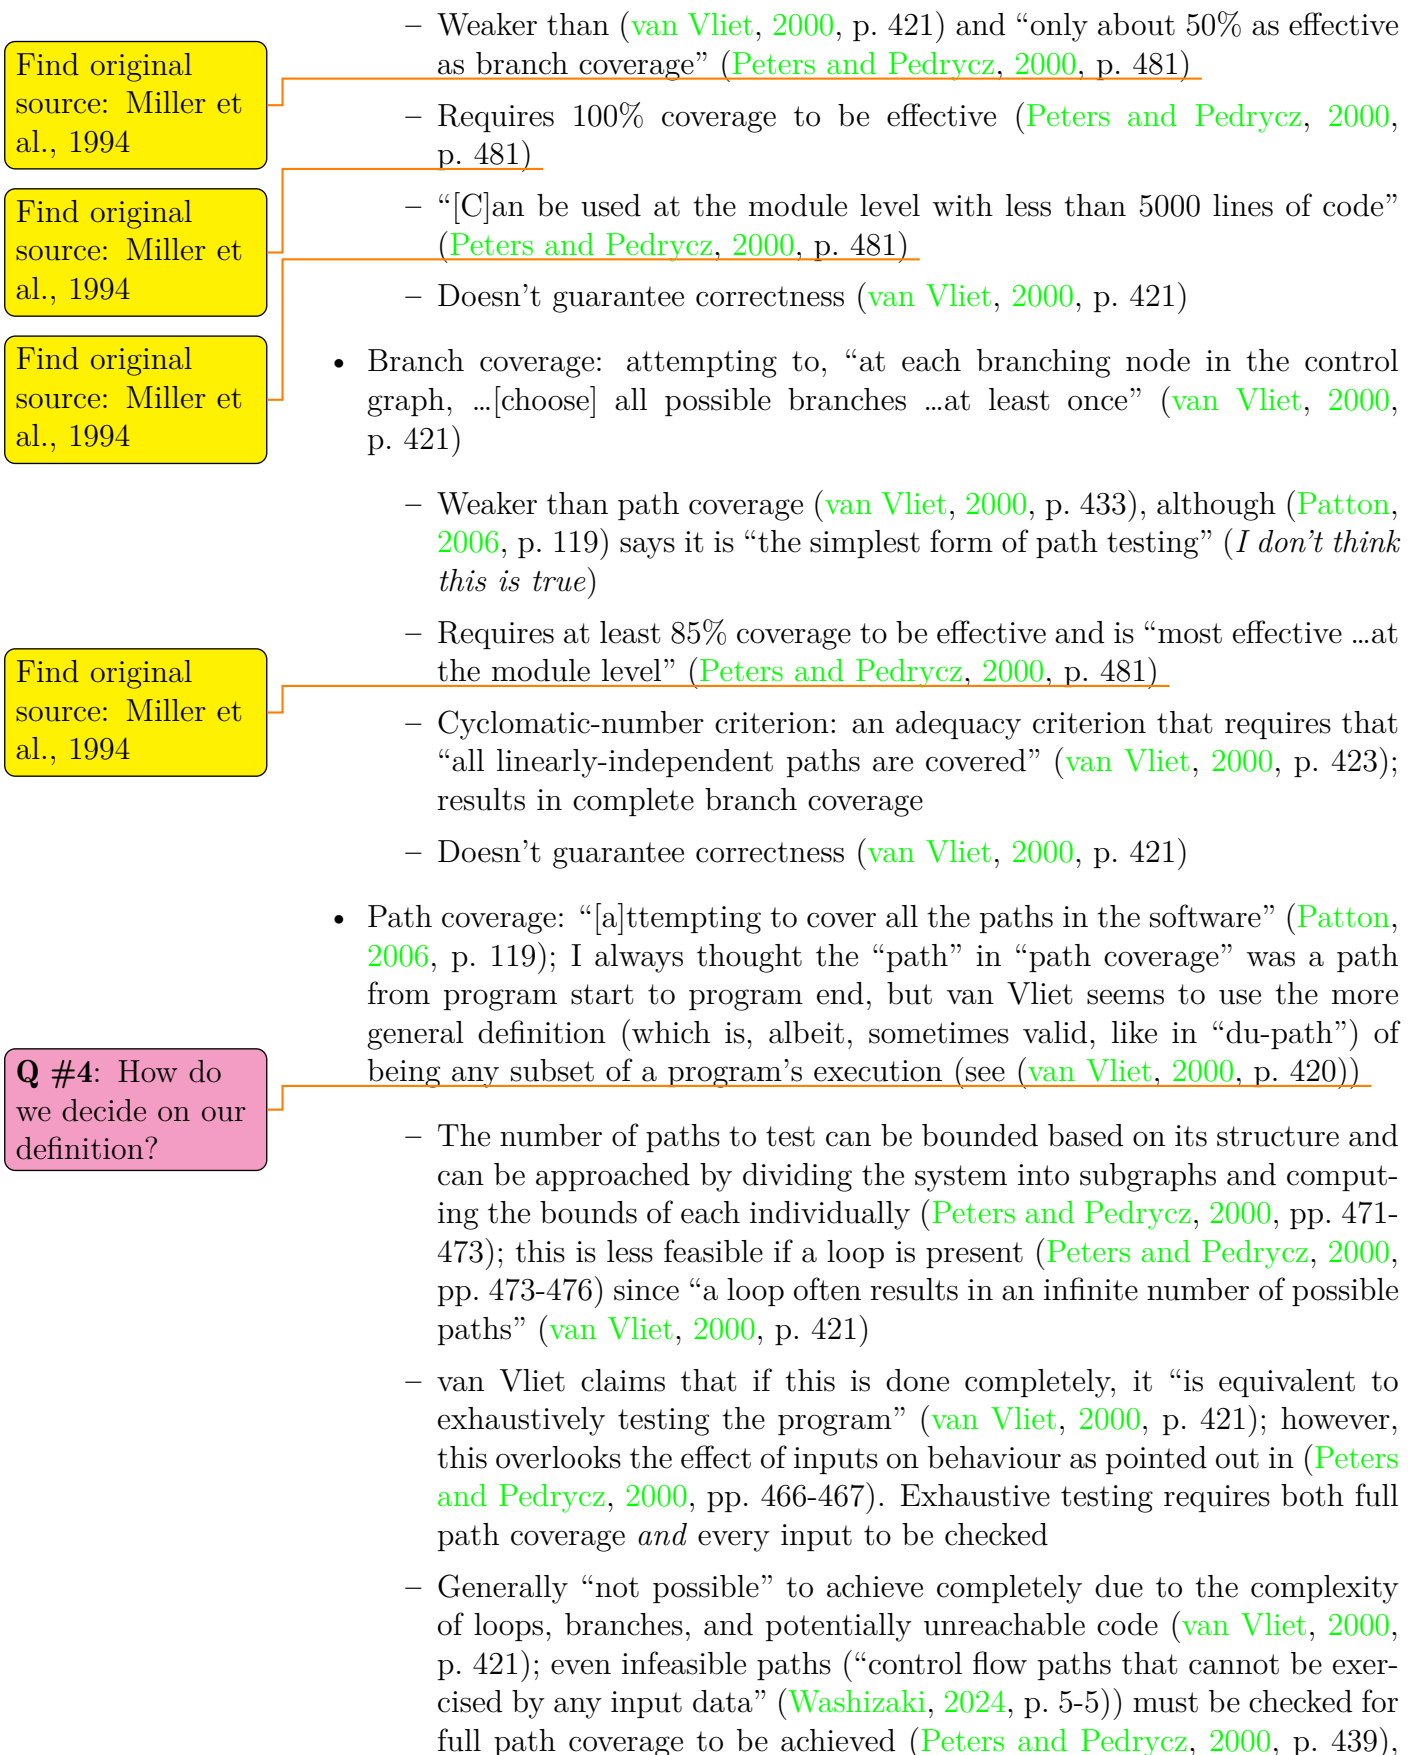 – Weaker than (van Vliet, 2000, p. 421) and “only about 50% as effective
as branch coverage” (Peters and Pedrycz, 2000, p. 481)
Find original
source: Miller et
al., 1994
– Requires 100% coverage to be effective (Peters and Pedrycz, 2000,
p. 481)
Find original
source: Miller et
al., 1994
– “[C]an be used at the module level with less than 5000 lines of code”
(Peters and Pedrycz, 2000, p. 481)
Find original
source: Miller et
al., 1994
– Doesn’t guarantee correctness (van Vliet, 2000, p. 421)
• Branch coverage: attempting to, “at each branching node in the control
graph, …[choose] all possible branches …at least once” (van Vliet, 2000,
p. 421)
– Weaker than path coverage (van Vliet, 2000, p. 433), although (Patton,
2006, p. 119) says it is “the simplest form of path testing” (I don’t think
this is true)
– Requires at least 85% coverage to be effective and is “most effective …at
the module level” (Peters and Pedrycz, 2000, p. 481)
Find original
source: Miller et
al., 1994
– Cyclomatic-number criterion: an adequacy criterion that requires that
“all linearly-independent paths are covered” (van Vliet, 2000, p. 423);
results in complete branch coverage
– Doesn’t guarantee correctness (van Vliet, 2000, p. 421)
• Path coverage: “[a]ttempting to cover all the paths in the software” (Patton,
2006, p. 119); I always thought the “path” in “path coverage” was a path
from program start to program end, but van Vliet seems to use the more
general definition (which is, albeit, sometimes valid, like in “du-path”) of
being any subset of a program’s execution (see (van Vliet, 2000, p. 420))
Q #4: How do
we decide on our
definition?
– The number of paths to test can be bounded based on its structure and
can be approached by dividing the system into subgraphs and comput-
ing the bounds of each individually (Peters and Pedrycz, 2000, pp. 471-
473); this is less feasible if a loop is present (Peters and Pedrycz, 2000,
pp. 473-476) since “a loop often results in an infinite number of possible
paths” (van Vliet, 2000, p. 421)
– van Vliet claims that if this is done completely, it “is equivalent to
exhaustively testing the program” (van Vliet, 2000, p. 421); however,
this overlooks the effect of inputs on behaviour as pointed out in (Peters
and Pedrycz, 2000, pp. 466-467). Exhaustive testing requires both full
path coverage and every input to be checked
– Generally “not possible” to achieve completely due to the complexity
of loops, branches, and potentially unreachable code (van Vliet, 2000,
p. 421); even infeasible paths (“control flow paths that cannot be exer-
cised by any input data” (Washizaki, 2024, p. 5-5)) must be checked for
full path coverage to be achieved (Peters and Pedrycz, 2000, p. 439),